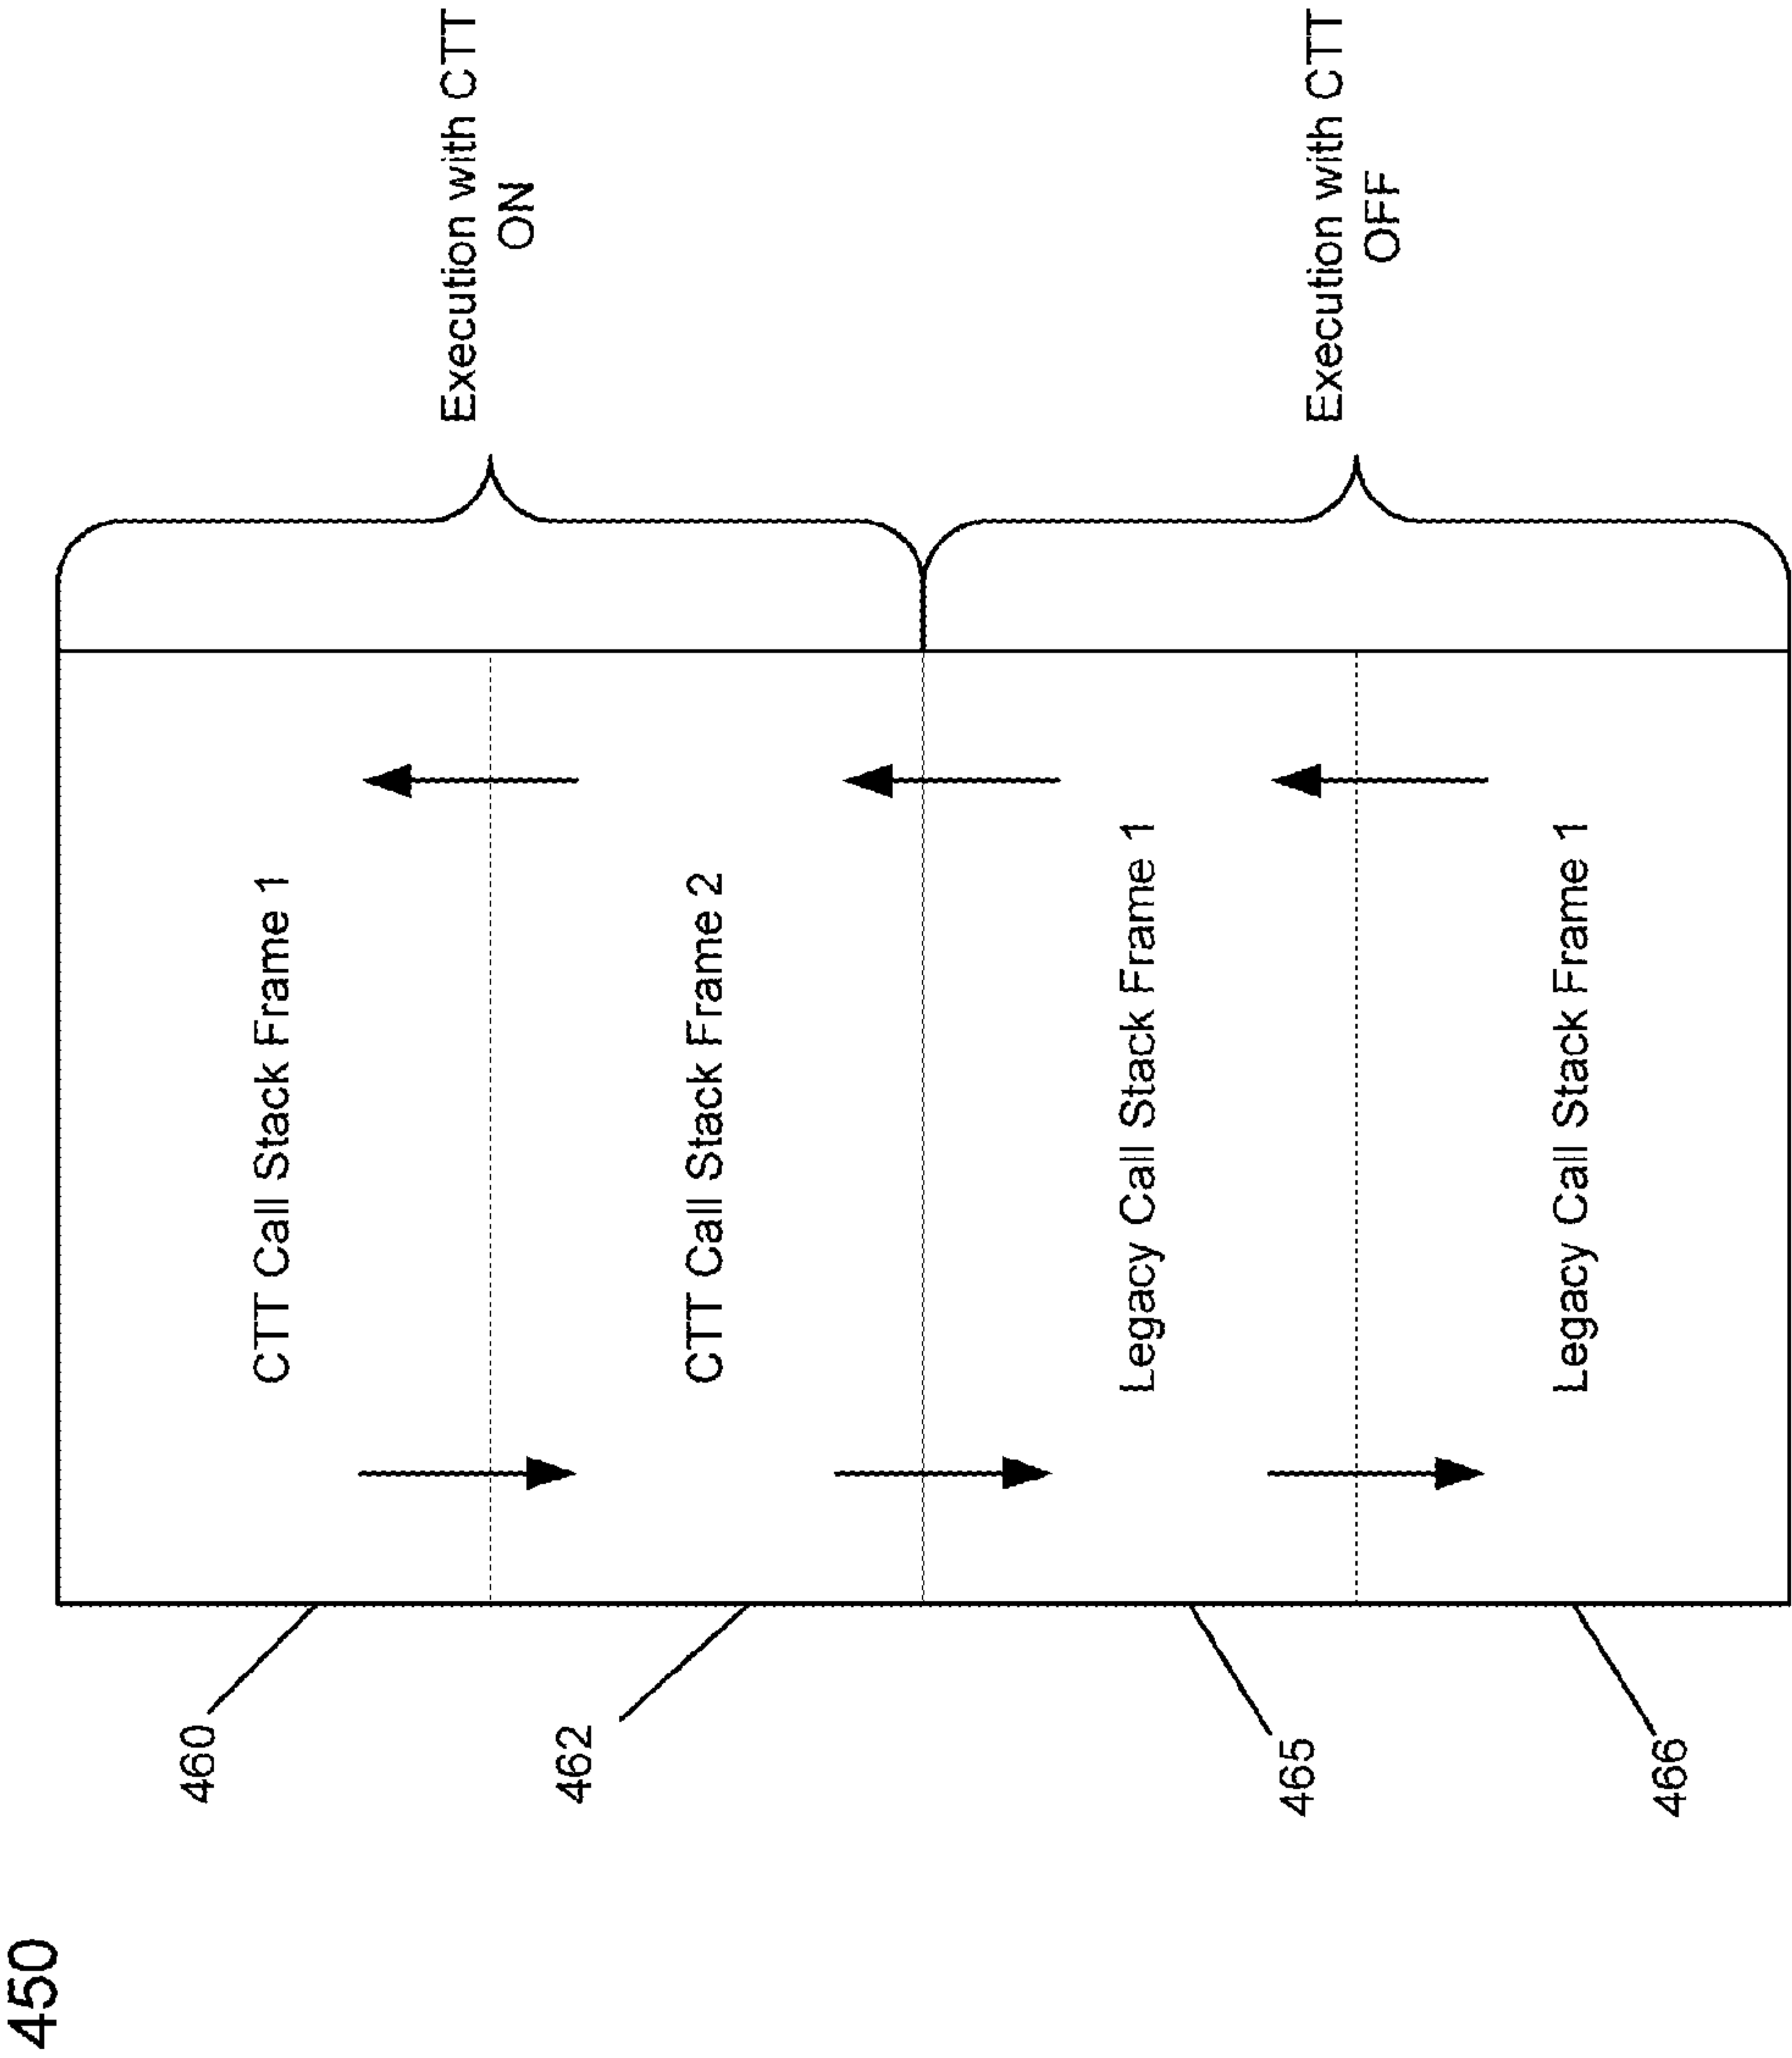 450
460
CTT Call Stack Frame 1
462
CTT Call Stack Frame 2
Execution with CTT
ON
465
Legacy Call Stack Frame 1
466
Legacy Call Stack Frame 1
Execution with CTT
OFF